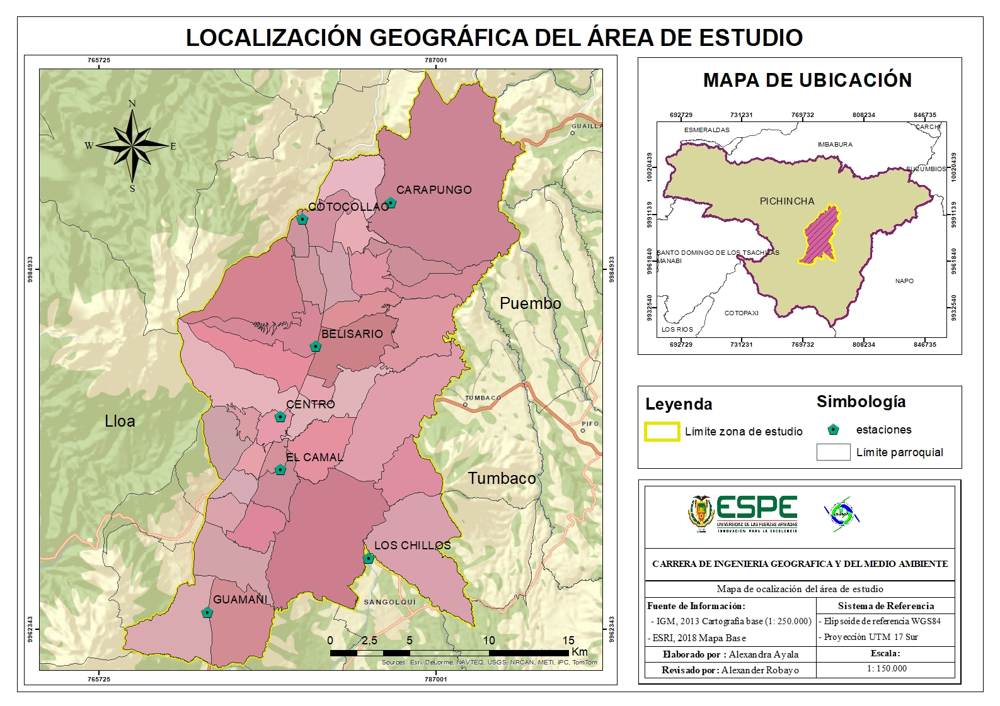 LOCALIZACIÓN GEOGRÁFICA DEL ÁREA DE ESTUDIO
765725
787001
N
W
E
S
GUAILLA
CARAPUNGO
COTOCOLLAO
9984933
9984933
Puembo
BELISARIO
CENTRO
TUMBACO
Lloa
PIFO
EL CAMAL
Tumbaco
LOS CHILLOS
GUAMANI
SANGOLQUÍ
9962343
9962343
0
2,5
5
10
15
Km
Sources: Esri, DeLorme, NAVTEQ, USGS, NRCAN, METI, iPC, TomTom
765725
787001
MAPA DE UBICACIÓN
692729
731231
769732
808234
846735
ESMERALDAS
CARCHI
IMBABURA
10020439
10020439
SUCUMBIOS
PICHINCHA
9991139
9991139
SANTO DOMINGO DE LOS TSACHILAS
MANABI
9961840
9961840
NAPO
9932540
9932540
COTOPAXI
LOS RIOS
692729
731231
769732
808234
846735
Leyenda
Límite zona de estudio
Simbología
estaciones
Límite parroquial
ESPE
UNIVERSIDAD DE LAS FUERZAS ARMADAS
INNOVACIÓN PARA LA EXCELENCIA
CARRERA DE INGENIERIA GEOGRAFICA Y DEL MEDIO AMBIENTE
Mapa de ocalización del área de estudio
Fuente de Información:
- IGM, 2013 Cartografía base (1: 250.000)
- ESRI, 2018 Mapa Base
Sistema de Referencia
- Elipsoide de referencia WGS84
- Proyección UTM 17 Sur
Elaborado por : Alexandra Ayala
Revisado por: Alexander Robayo
Escala:
1: 150.000